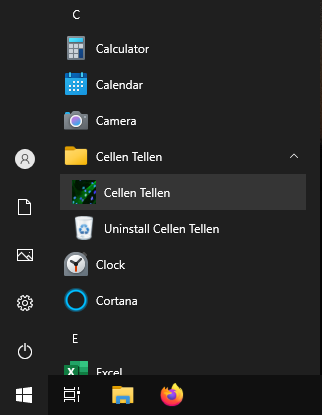 C
Calculator
Calendar
Camera
Cellen Tellen
Cellen Tellen
Uninstall Cellen Tellen
Clock
Cortana
E
Excel